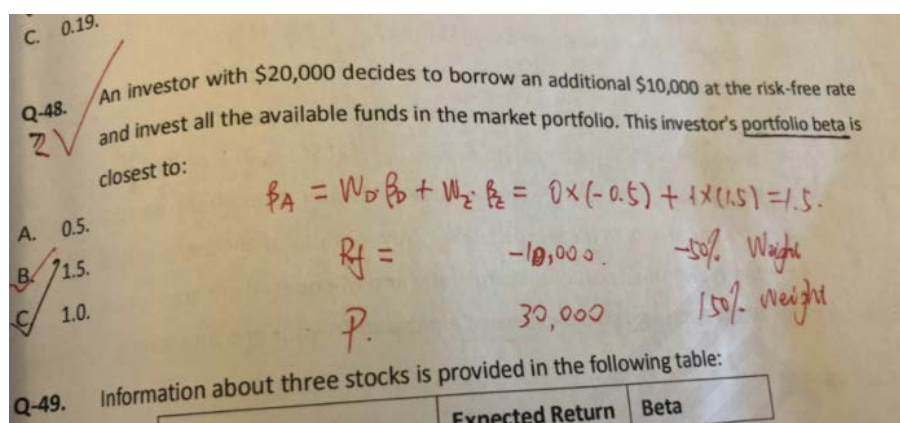 C. 0.19.
Q-48. An investor with $20,000 decides to borrow an additional $10,000 at the risk-free rate
and invest all the available funds in the market portfolio. This investor's portfolio beta is
closest to:
βA = W₀·β₀ + W₂·β₂ = 0×(-0.5) + 1×(1.5) = 1.5.
A. 0.5.
Rf = -10,000. -50% Weight
B. 1.5.
P. 30,000 150% Weight
C. 1.0.
Q-49. Information about three stocks is provided in the following table:
Expected Return Beta